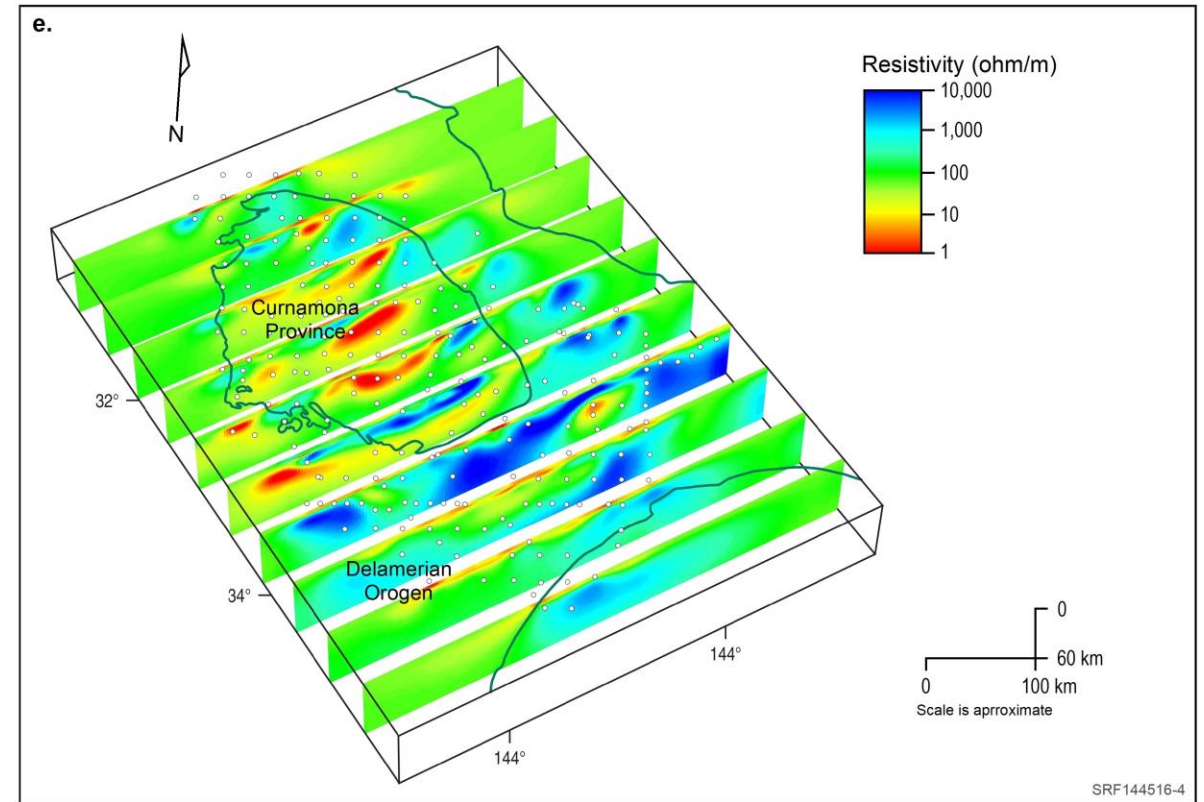 e.
N
Resistivity (ohm/m)
10,000
1,000
100
10
1
Curnamona
Province
32°
Delamerian
Orogen
34°
144°
144°
0
60 km
0
100 km
Scale is aprroximate
SRF144516-4